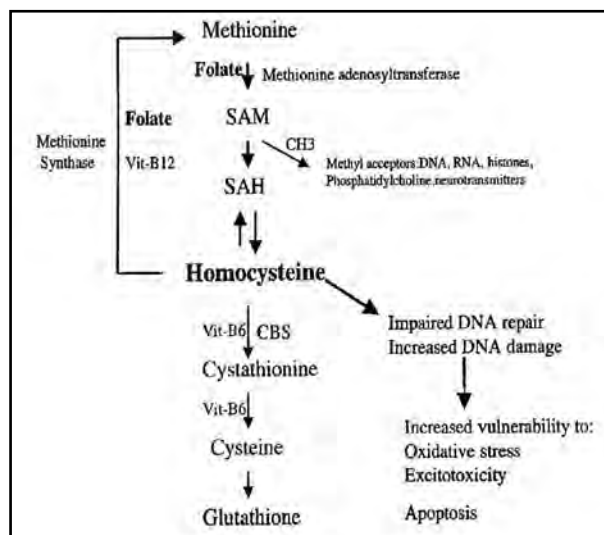 Methionine
Folate
Methionine adenosyltransferase
Folate
SAM
CH3
Methionine
Synthase
Vit-B12
Methyl acceptors:DNA, RNA, histones,
Phosphatidylcholine,neurotransmitters
SAH
Homocysteine
Vit-B6
CBS
Impaired DNA repair
Increased DNA damage
Cystathionine
Vit-B6
Cysteine
Increased vulnerability to:
Oxidative stress
Excitotoxicity
Glutathione
Apoptosis